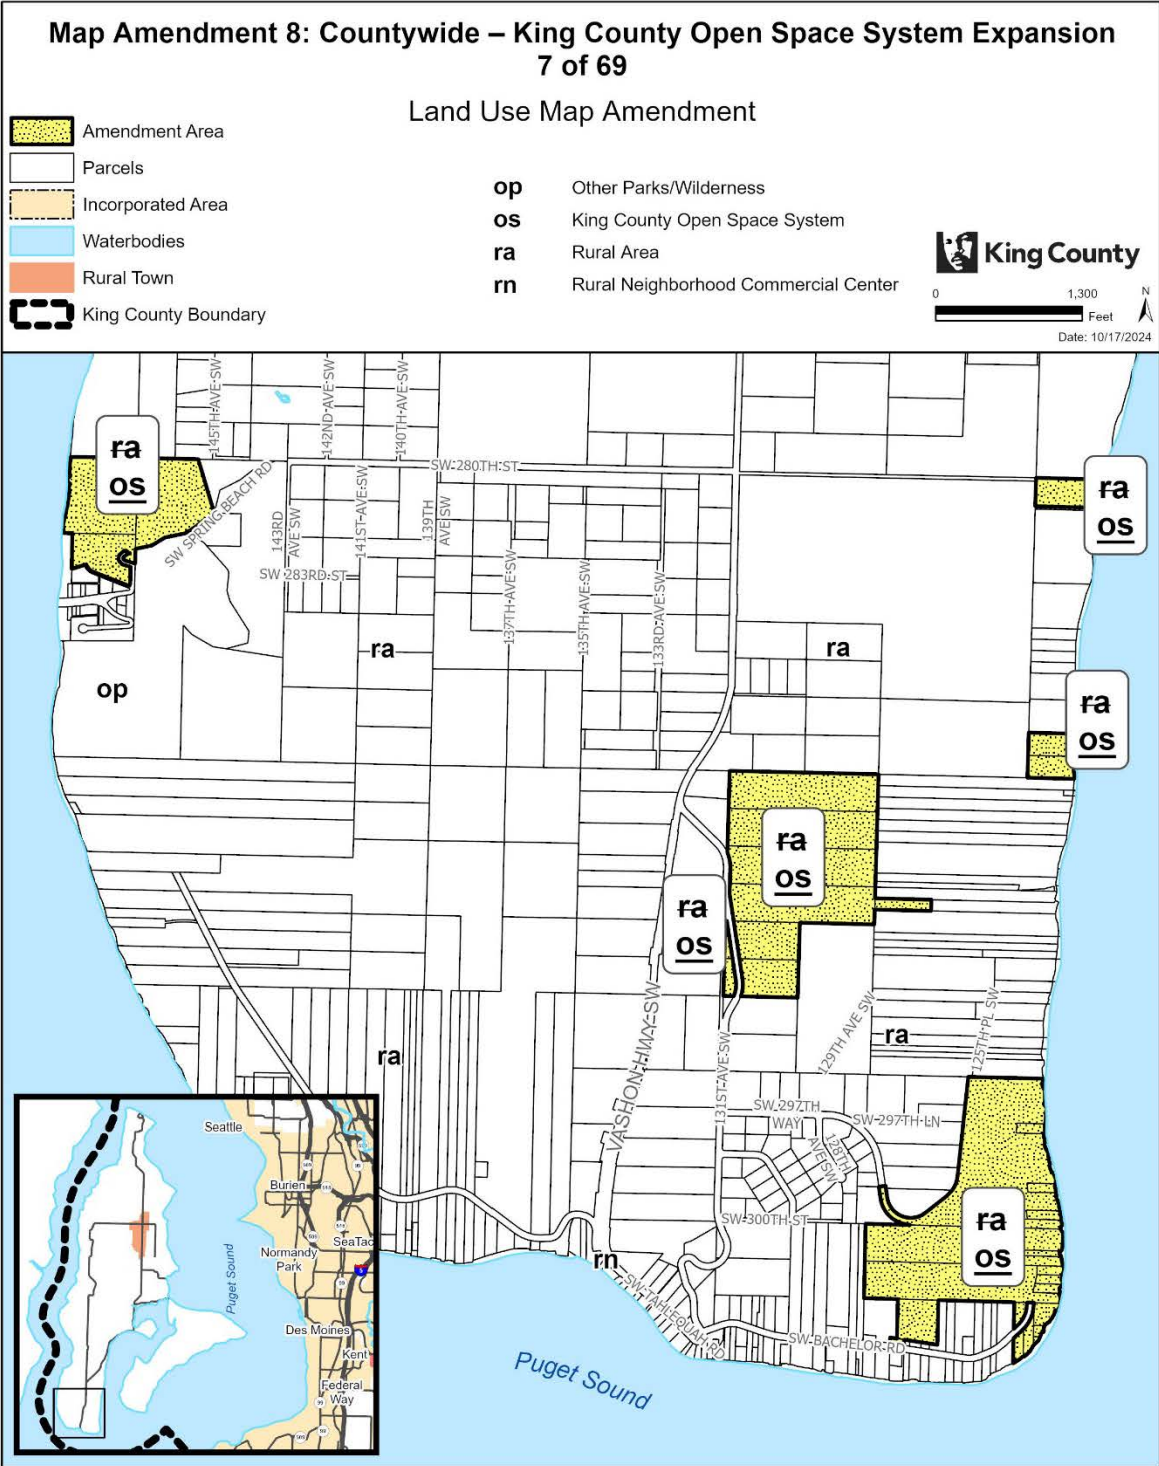 Map Amendment 8: Countywide – King County Open Space System Expansion
7 of 69
Land Use Map Amendment
Amendment Area
Parcels
Incorporated Area
Waterbodies
Rural Town
King County Boundary
op Other Parks/Wilderness
os King County Open Space System
ra Rural Area
rn Rural Neighborhood Commercial Center
King County
0 1,300
Feet
N
Date: 10/17/2024
145TH AVE SW
142ND AVE SW
140TH AVE SW
ra
os
SW 280TH ST
SW SPRING BEACH RD
143RD
AVE SW
141ST AVE SW
139TH
AVE SW
ra
os
SW 283RD ST
137TH AVE SW
135TH AVE SW
133RD AVE SW
ra
ra
op
ra
os
ra
os
ra
os
VASHON HWY SW
129TH AVE SW
125TH PL SW
ra
ra
131ST AVE SW
SW 297TH
WAY
SW 297TH LN
128TH
AVE SW
SW 300TH ST
ra
os
rn
SW TAHLEQUAH RD
SW BACHELOR RD
Puget Sound
Seattle
Burien
SeaTac
Normandy
Park
Puget Sound
Des Moines
Kent
Federal
Way